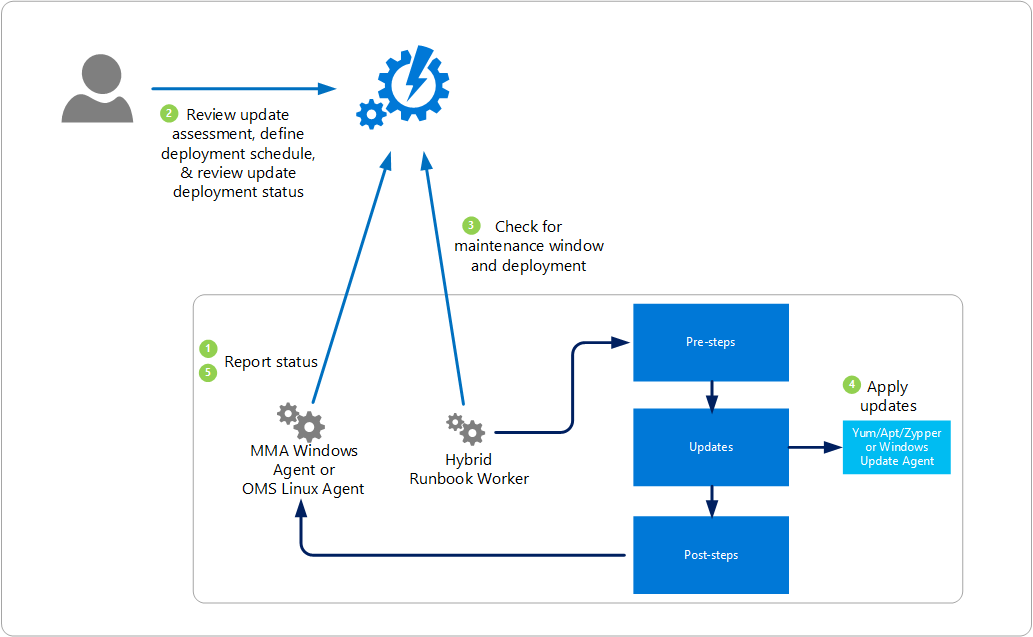 2 Review update
assessment, define
deployment schedule,
& review update
deployment status
3 Check for
maintenance window
and deployment
1
5
Report status
MMA Windows
Agent or
OMS Linux Agent
Hybrid
Runbook Worker
Pre-steps
Updates
Post-steps
4 Apply
updates
Yum/Apt/Zypper
or Windows
Update Agent